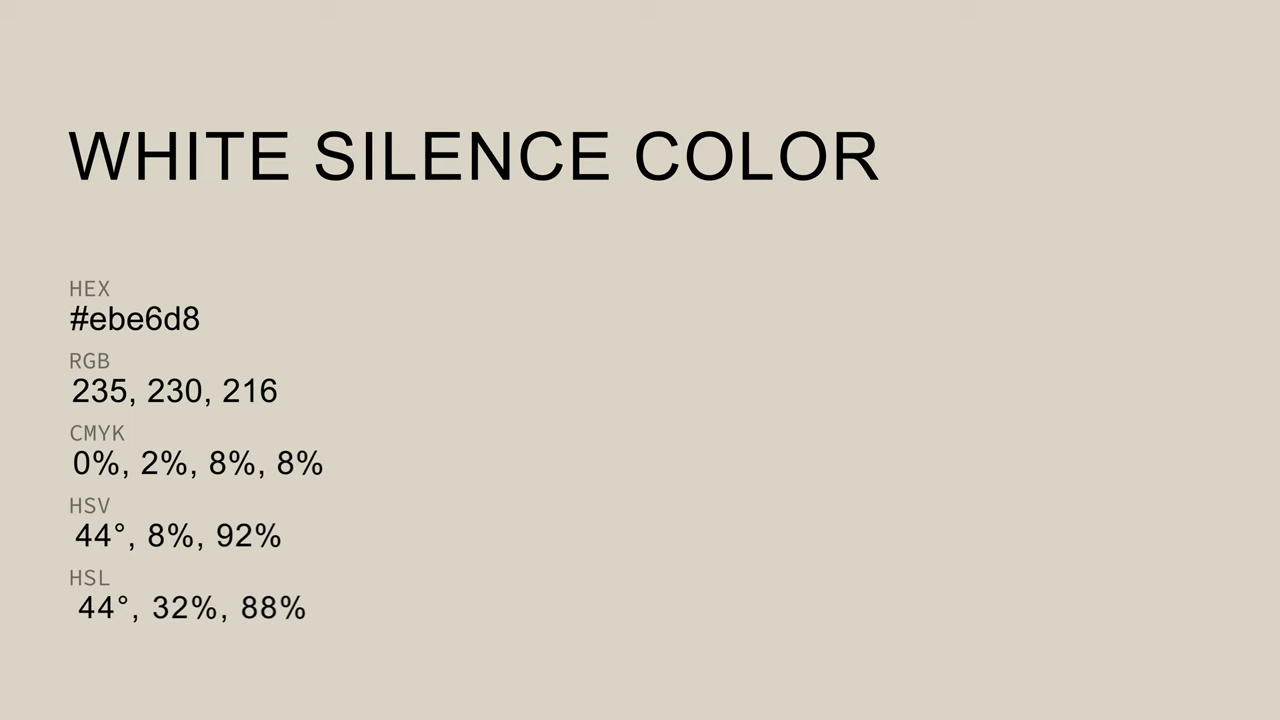 WHITE SILENCE COLOR
HEX
#ebe6d8
RGB
235, 230, 216
CMYK
0%, 2%, 8%, 8%
HSV
44°, 8%, 92%
HSL
44°, 32%, 88%